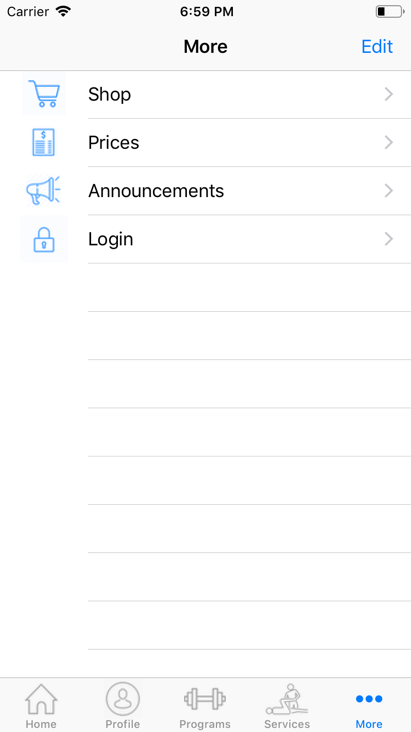 Carrier 6:59 PM
More Edit
$
Shop
Prices
Announcements
Login
Home Profile Programs Services More